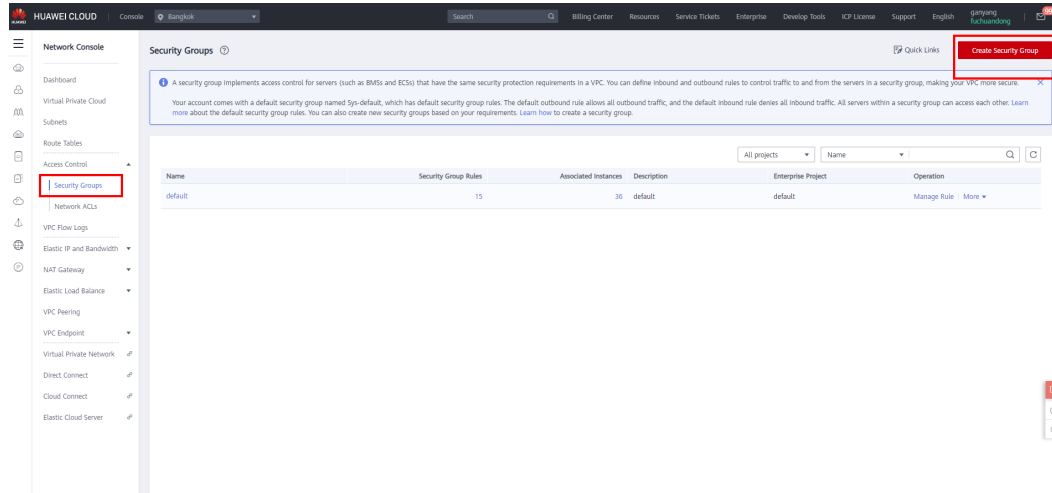 HUAWEI CLOUD Console Bangkok Search Billing Center Resources Service Tickets Enterprise Develop Tools ICP License Support English ganyang
fuchuandong
Network Console
Security Groups
Quick Links
Create Security Group
Dashboard
Virtual Private Cloud
Subnets
Route Tables
Access Control
Security Groups
Network ACLs
VPC Flow Logs
Elastic IP and Bandwidth
NAT Gateway
Elastic Load Balance
VPC Peering
VPC Endpoint
Virtual Private Network
Direct Connect
Cloud Connect
Elastic Cloud Server
A security group implements access control for servers (such as BMSs and ECSs) that have the same security protection requirements in a VPC. You can define inbound and outbound rules to control traffic to and from the servers in a security group, making your VPC more secure.
Your account comes with a default security group named Sys-default, which has default security group rules. The default outbound rule allows all outbound traffic, and the default inbound rule denies all inbound traffic. All servers within a security group can access each other. Learn
more about the default security group rules. You can also create new security groups based on your requirements. Learn how to create a security group.
All projects Name
Name Security Group Rules Associated Instances Description Enterprise Project Operation
default 15 36 default default Manage Rule More